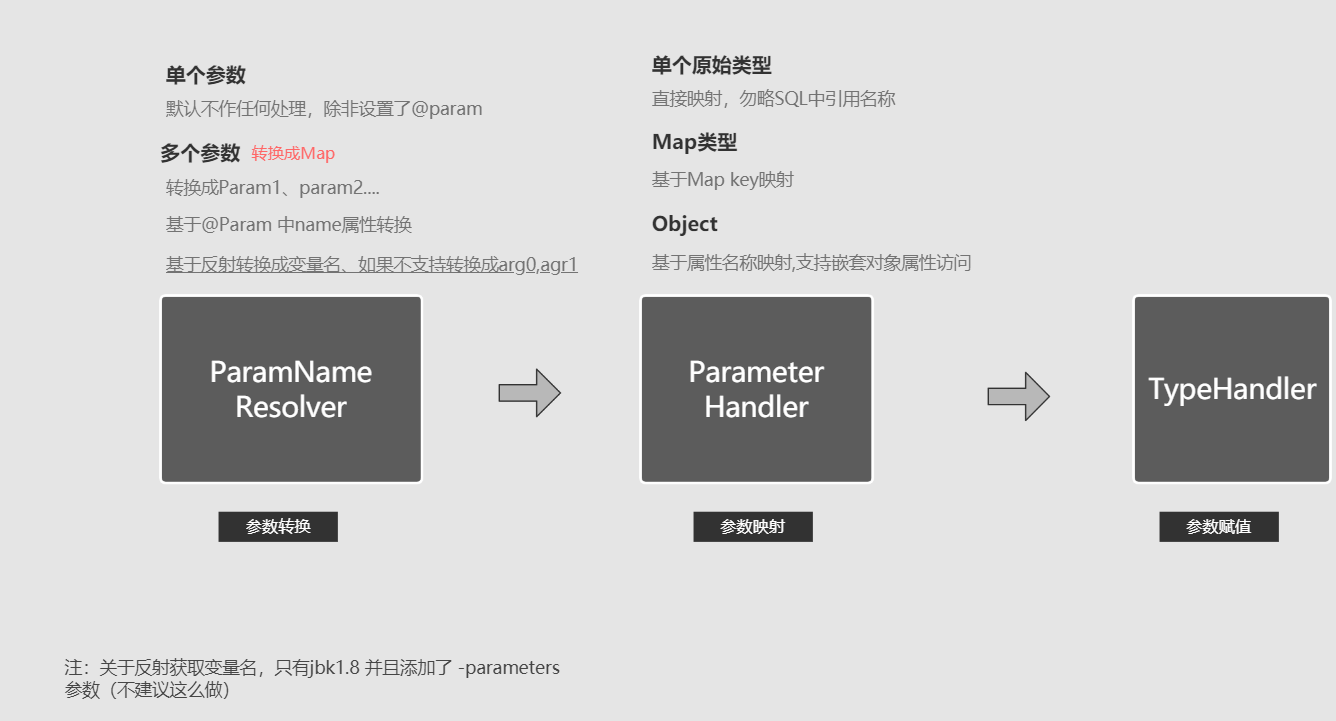 单个参数
默认不作任何处理，除非设置了@param
多个参数 转换成Map
转换成Param1、param2....
基于@Param 中name属性转换
基于反射转换成变量名、如果不支持转换成arg0,agr1
单个原始类型
直接映射，勿略SQL中引用名称
Map类型
基于Map key映射
Object
基于属性名称映射,支持嵌套对象属性访问
ParamName
Resolver
Parameter
Handler
TypeHandler
参数转换
参数映射
参数赋值
注：关于反射获取变量名，只有jbk1.8 并且添加了 -parameters
参数（不建议这么做）